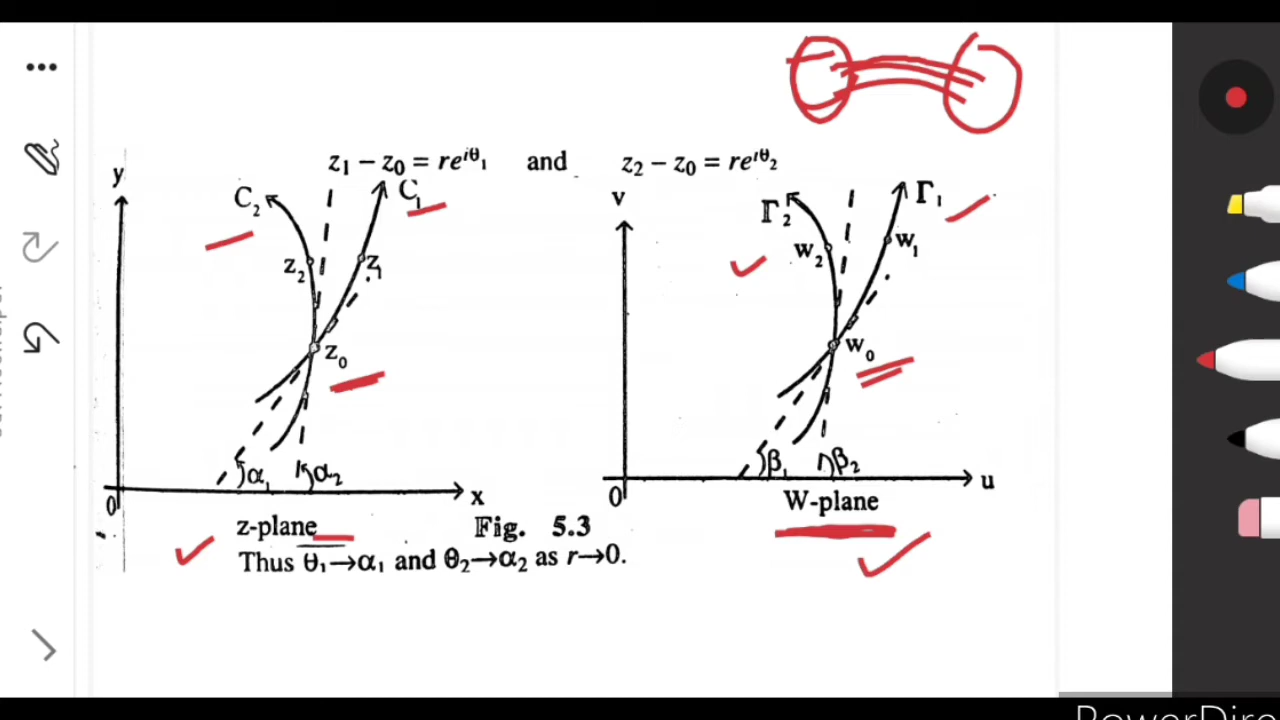 z₁ − z₀ = re^iθ₁ and z₂ − z₀ = re^iθ₂
y
C₂
C₁
z₂
z₁
z₀
α₁
α₂
0
x
z-plane
v
Γ₂
Γ₁
w₂
w₁
w₀
β₁
β₂
0
u
W-plane
Fig. 5.3
Thus θ₁→α₁ and θ₂→α₂ as r→0.